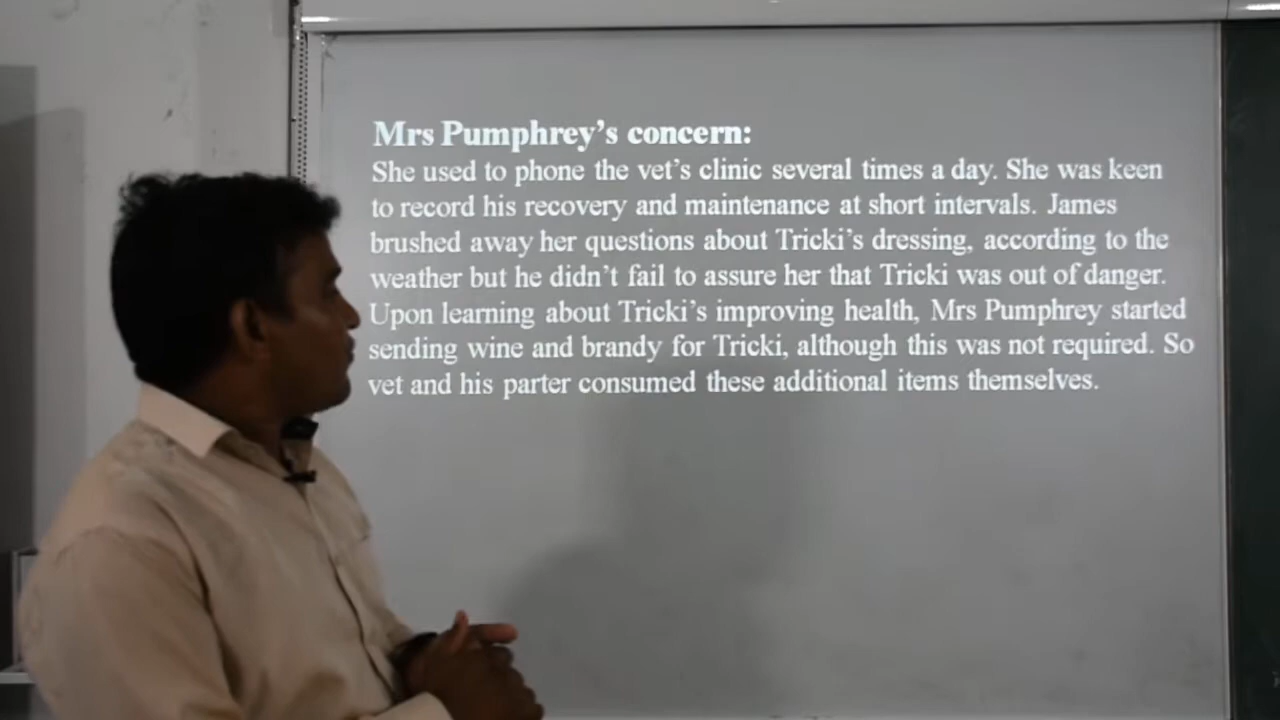 Mrs Pumphrey’s concern:
She used to phone the vet’s clinic several times a day. She was keen
to record his recovery and maintenance at short intervals. James
brushed away her questions about Tricki’s dressing, according to the
weather but he didn’t fail to assure her that Tricki was out of danger.
Upon learning about Tricki’s improving health, Mrs Pumphrey started
sending wine and brandy for Tricki, although this was not required. So
vet and his parter consumed these additional items themselves.